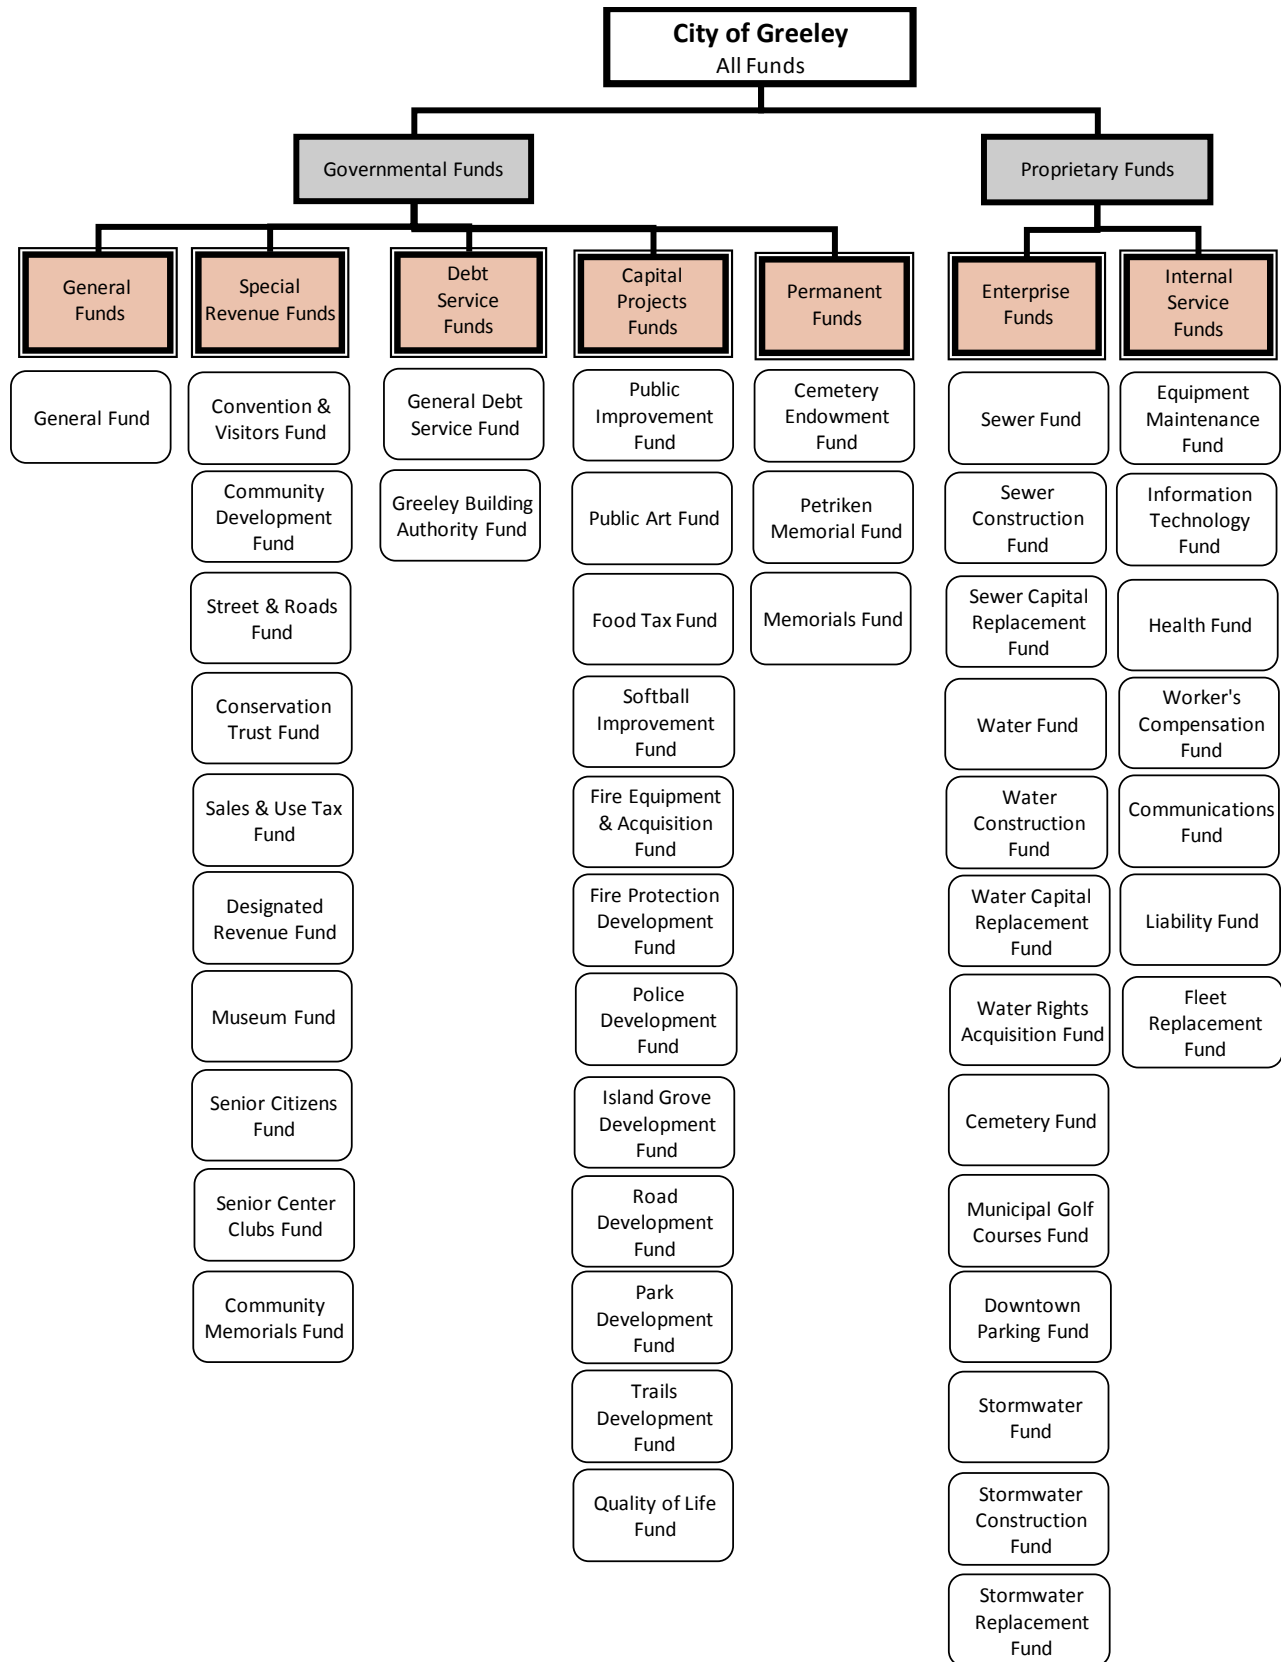 City of Greeley
All Funds
Governmental Funds
Proprietary Funds
General
Funds
Special
Revenue Funds
Debt
Service
Funds
Capital
Projects
Funds
Permanent
Funds
Enterprise
Funds
Internal
Service
Funds
General Fund
Convention &
Visitors Fund
Community
Development
Fund
Street & Roads
Fund
Conservation
Trust Fund
Sales & Use Tax
Fund
Designated
Revenue Fund
Museum Fund
Senior Citizens
Fund
Senior Center
Clubs Fund
Community
Memorials Fund
General Debt
Service Fund
Greeley Building
Authority Fund
Public
Improvement
Fund
Public Art Fund
Food Tax Fund
Softball
Improvement
Fund
Fire Equipment
& Acquisition
Fund
Fire Protection
Development
Fund
Police
Development
Fund
Island Grove
Development
Fund
Road
Development
Fund
Park
Development
Fund
Trails
Development
Fund
Quality of Life
Fund
Cemetery
Endowment
Fund
Petriken
Memorial Fund
Memorials Fund
Sewer Fund
Sewer
Construction
Fund
Sewer Capital
Replacement
Fund
Water Fund
Water
Construction
Fund
Water Capital
Replacement
Fund
Water Rights
Acquisition Fund
Cemetery Fund
Municipal Golf
Courses Fund
Downtown
Parking Fund
Stormwater
Fund
Stormwater
Construction
Fund
Stormwater
Replacement
Fund
Equipment
Maintenance
Fund
Information
Technology
Fund
Health Fund
Worker's
Compensation
Fund
Communications
Fund
Liability Fund
Fleet
Replacement
Fund